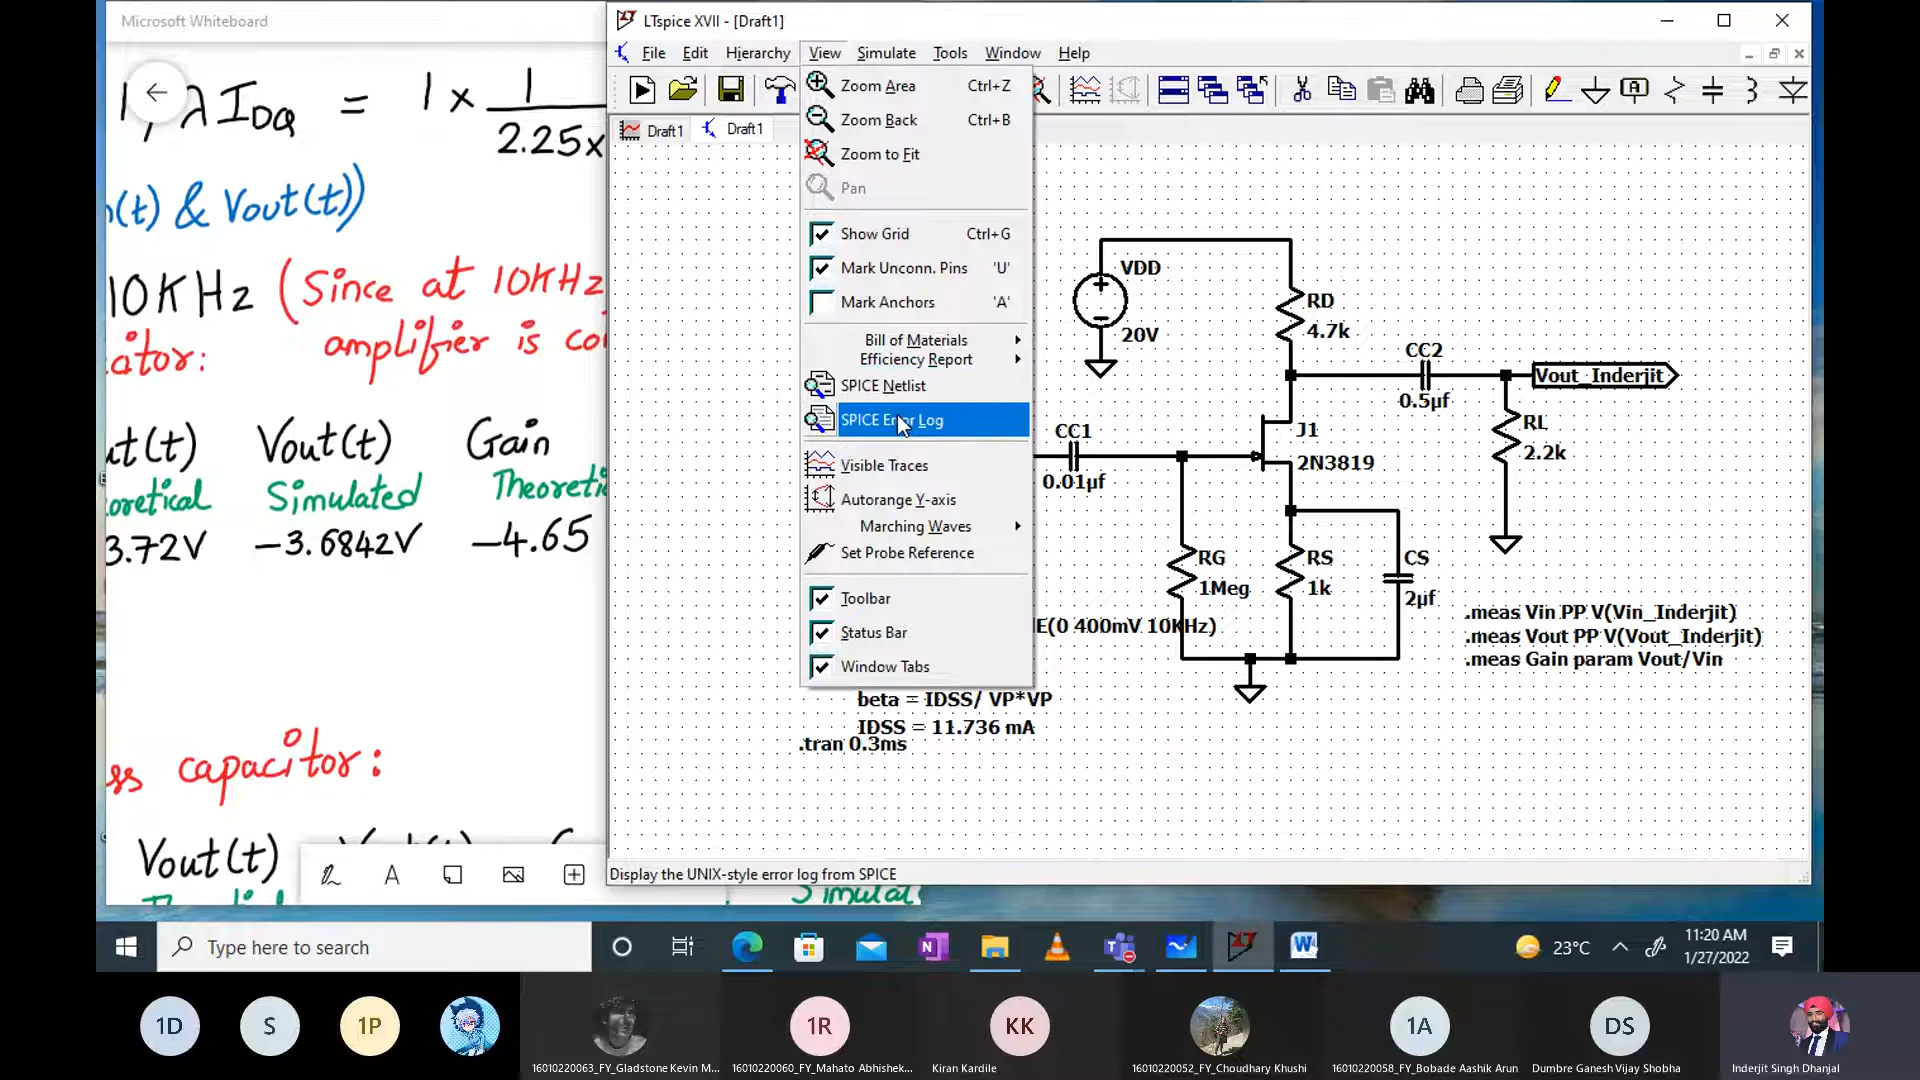 Microsoft Whiteboard
λ IDQ = 1 × 1
2.25x
(t) & Vout(t))
10KHz (Since at 10KHz
ator: amplifier is co
ut(t) Vout(t) Gain
oretical Simulated Theoreti
3.72V -3.6842V -4.65
ss capacitor:
Vout(t)
Simulat
LTspice XVII - [Draft1]
File Edit Hierarchy View Simulate Tools Window Help
Draft1 Draft1
Zoom Area Ctrl+Z
Zoom Back Ctrl+B
Zoom to Fit
Pan
Show Grid Ctrl+G
Mark Unconn. Pins 'U'
Mark Anchors 'A'
Bill of Materials
Efficiency Report
SPICE Netlist
SPICE Error Log
Visible Traces
Autorange Y-axis
Marching Waves
Set Probe Reference
Toolbar
Status Bar
Window Tabs
VDD
20V
RD
4.7k
CC2
0.5µf
Vout_Inderjit
RL
2.2k
CC1
0.01µf
J1
2N3819
RG
1Meg
RS
1k
CS
2µf
E(0 400mV 10KHz)
.meas Vin PP V(Vin_Inderjit)
.meas Vout PP V(Vout_Inderjit)
.meas Gain param Vout/Vin
beta = IDSS/ VP*VP
IDSS = 11.736 mA
.tran 0.3ms
Display the UNIX-style error log from SPICE
Type here to search
23°C
11:20 AM
1/27/2022
1D S 1P 1R KK 1A DS
16010220063_FY_Gladstone Kevin M...
16010220060_FY_Mahato Abhishek...
Kiran Kardile
16010220052_FY_Choudhary Khushi
16010220058_FY_Bobade Aashik Arun
Dumbre Ganesh Vijay Shobha
Inderjit Singh Dhanjal